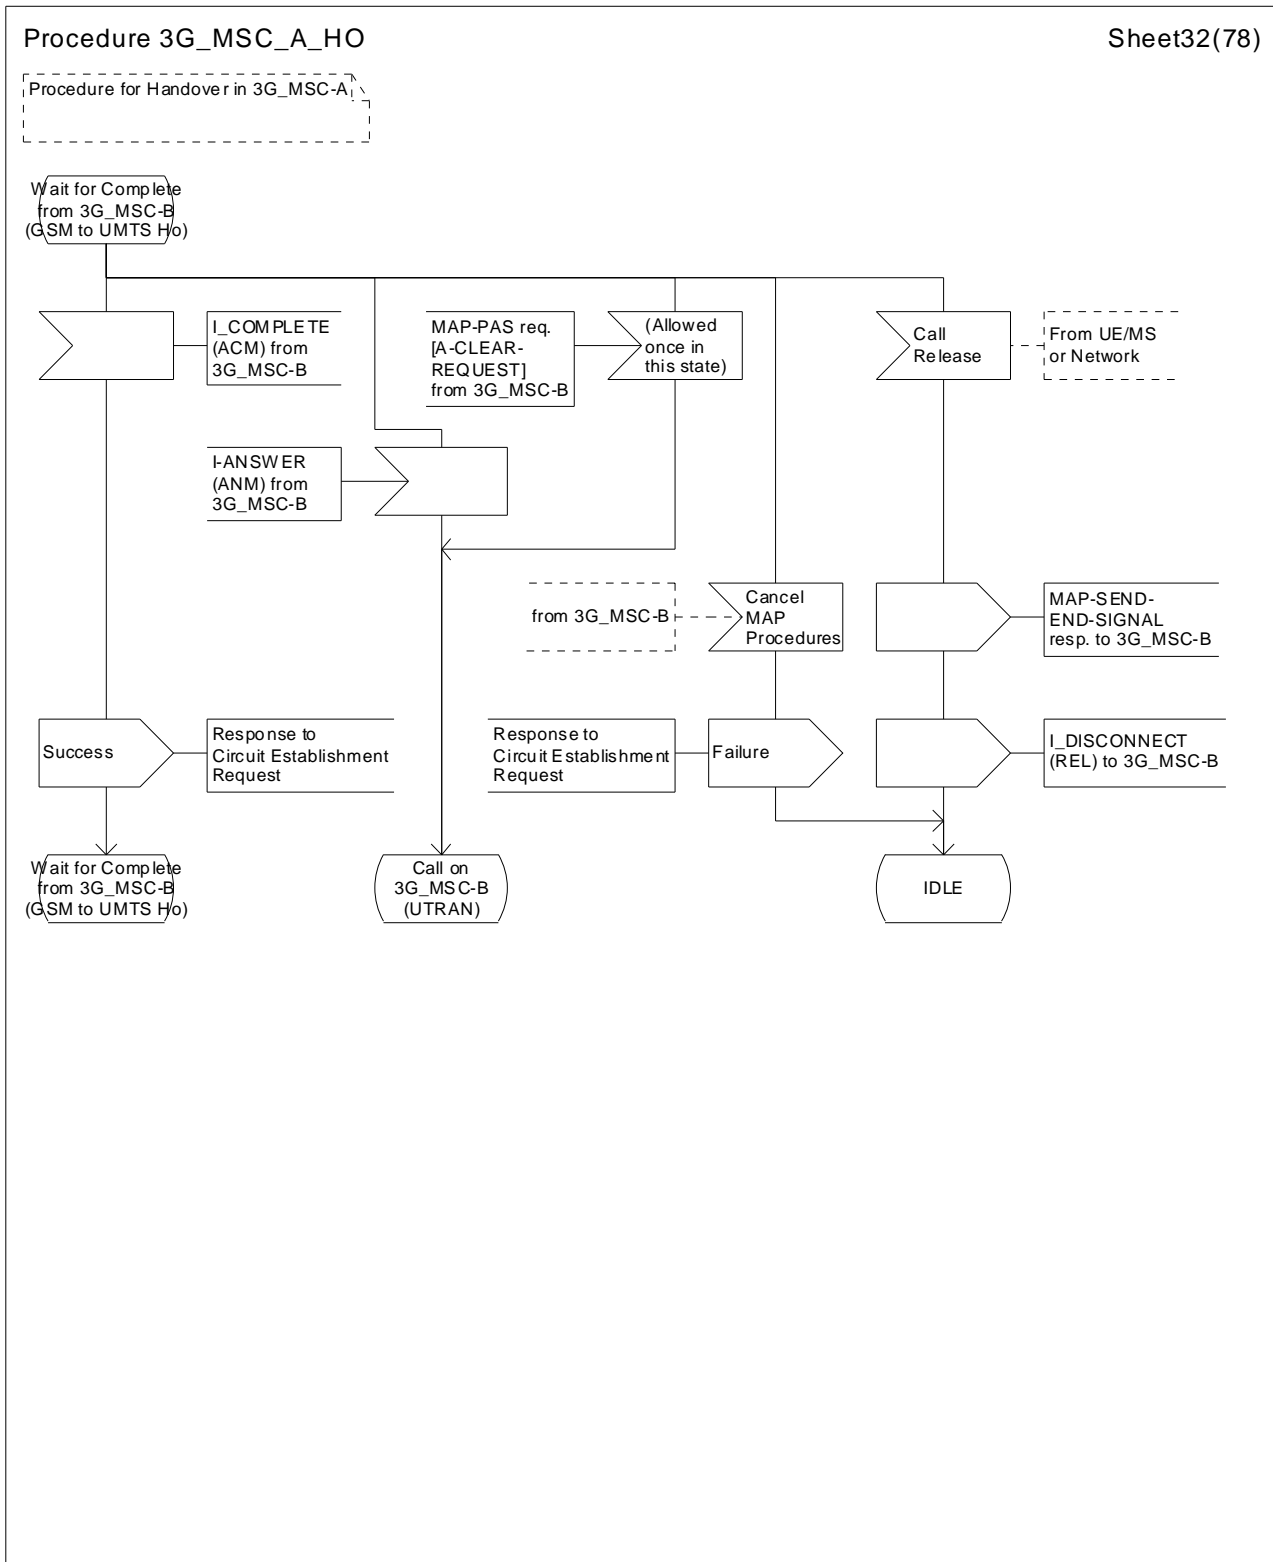 Procedure 3G_MSC_A_HO
Sheet32(78)
Procedure for Handover in 3G_MSC-A
Wait for Complete
from 3G_MSC-B
(GSM to UMTS Ho)
I_COMPLETE
(ACM) from
3G_MSC-B
MAP-PAS req.
[A-CLEAR-
REQUEST]
from 3G_MSC-B
(Allowed
once in
this state)
Call
Release
From UE/MS
or Network
I-ANSWER
(ANM) from
3G_MSC-B
from 3G_MSC-B
Cancel
MAP
Procedures
MAP-SEND-
END-SIGNAL
resp. to 3G_MSC-B
Success
Response to
Circuit Establishment
Request
Response to
Circuit Establishment
Request
Failure
I_DISCONNECT
(REL) to 3G_MSC-B
Wait for Complete
from 3G_MSC-B
(GSM to UMTS Ho)
Call on
3G_MSC-B
(UTRAN)
IDLE